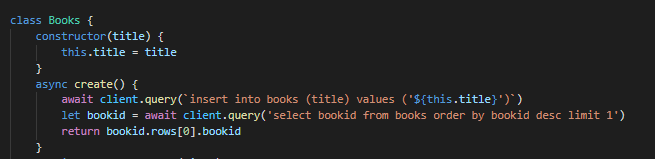 class Books {
    constructor(title) {
        this.title = title
    }
    async create() {
        await client.query(`insert into books (title) values ('${this.title}')`)
        let bookid = await client.query('select bookid from books order by bookid desc limit 1')
        return bookid.rows[0].bookid
    }